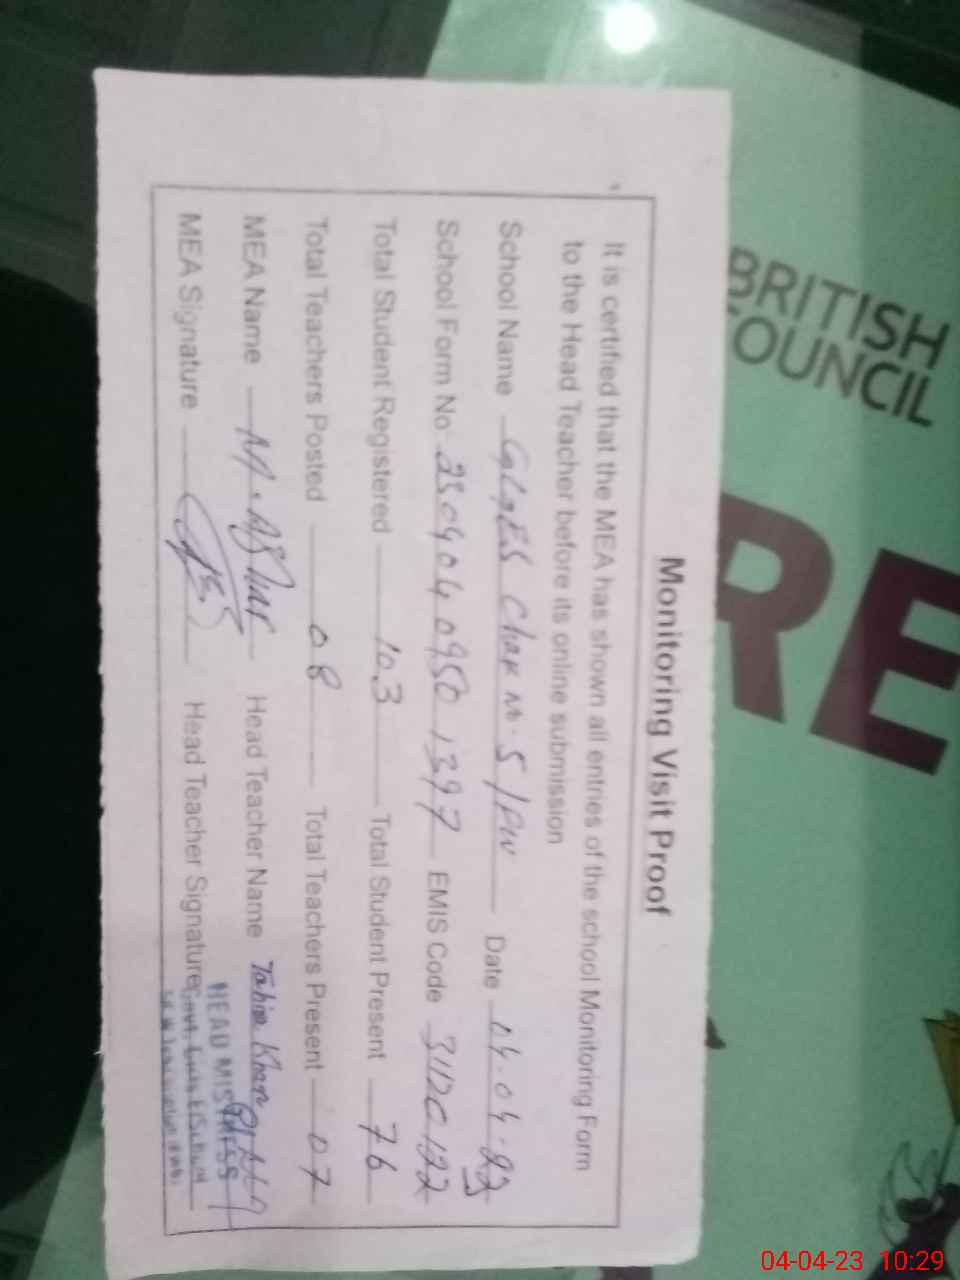 Monitoring Visit Proof
It is certified that the MEA has shown all entries of the school Monitoring Form
to the Head Teacher before its online submission
School Name GGES Chak No. 5/PW Date 04.04.23
School Form No 23040409501397 EMIS Code 31120122
Total Student Registered 103 Total Student Present 76
Total Teachers Posted 08 Total Teachers Present 07
MEA Name Head Teacher Name Tahira Khan
MEA Signature Head Teacher Signature
HEAD MISTRESS
Govt.
BRITISH
COUNCIL
RE
04-04-23 10:29